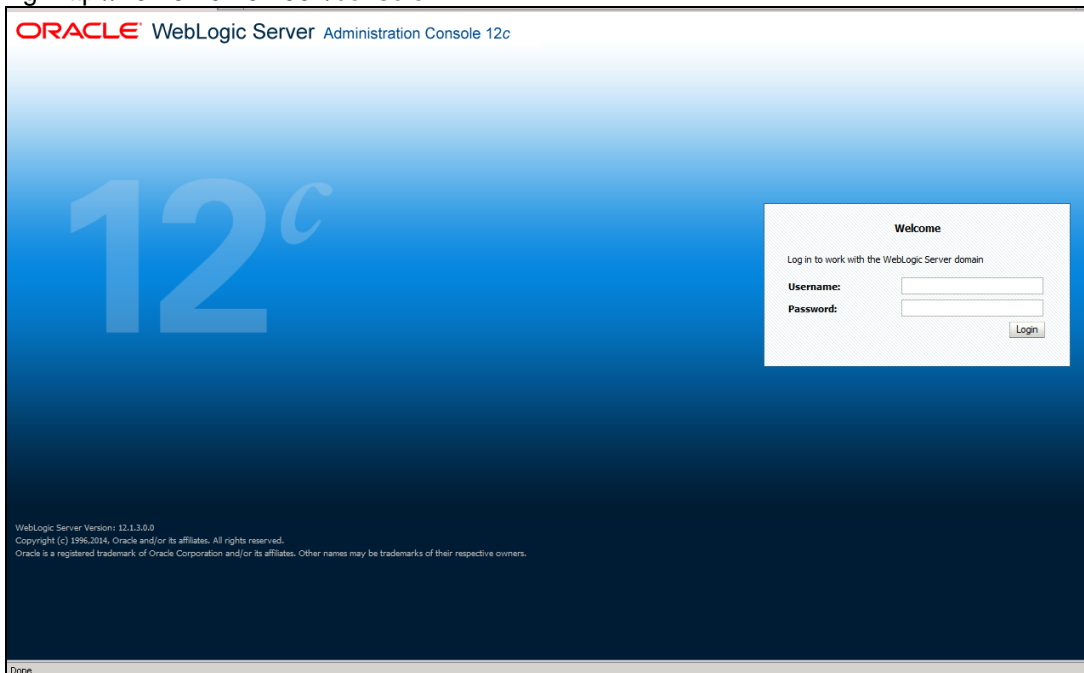 ORACLE WebLogic Server Administration Console 12c
12c
Welcome
Log in to work with the WebLogic Server domain
Username:
Password:
Login
WebLogic Server Version: 12.1.3.0.0
Copyright (c) 1996,2014, Oracle and/or its affiliates. All rights reserved.
Oracle is a registered trademark of Oracle Corporation and/or its affiliates. Other names may be trademarks of their respective owners.
Done